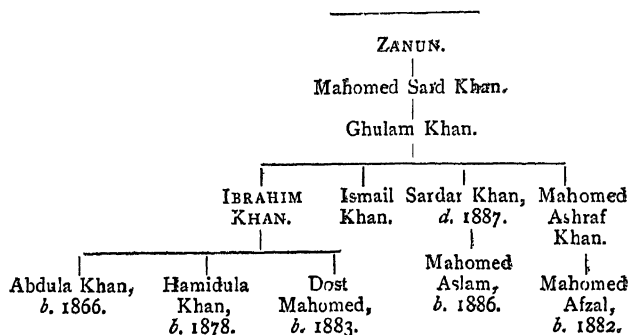 ZANUN.
Mahomed Said Khan.
Ghulam Khan.
IBRAHIM
KHAN.
Ismail
Khan.
Sardar Khan,
d. 1887.
Mahomed
Ashraf
Khan.
Abdula Khan,
b. 1866.
Hamidula
Khan,
b. 1878.
Dost
Mahomed,
b. 1883.
Mahomed
Aslam,
b. 1886.
Mahomed
Afzal,
b. 1882.